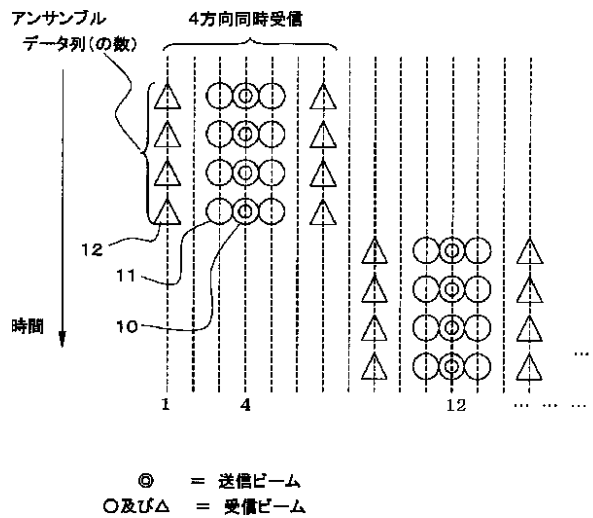 アンサンブル
データ列(の数)
4方向同時受信
12
11
10
時間
1 4 12 … … …
…
◎ = 送信ビーム
○及び△ = 受信ビーム